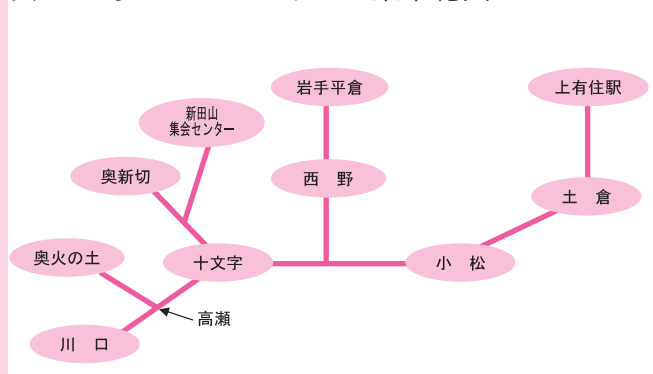 岩手平倉
上有住駅
新田山
集会センター
奥新切
西　野
土　倉
奥火の土
十文字
小　松
高瀬
川　口